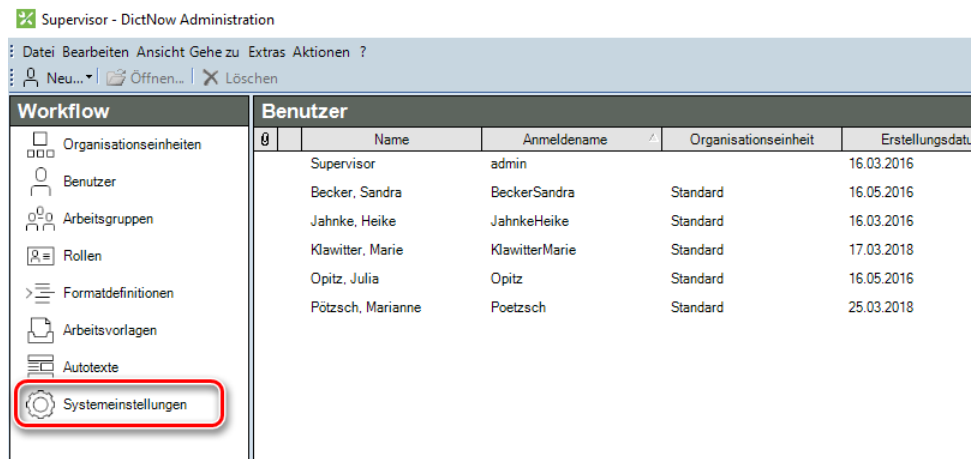 Supervisor - DictNow Administration
Datei Bearbeiten Ansicht Gehe zu Extras Aktionen ?
Neu... Öffnen... Löschen
Workflow
Organisationseinheiten
Benutzer
Arbeitsgruppen
Rollen
Formatdefinitionen
Arbeitsvorlagen
Autotexte
Systemeinstellungen
Benutzer
Name Anmeldename Organisationseinheit Erstellungsdatu
Supervisor admin 16.03.2016
Becker, Sandra BeckerSandra Standard 16.05.2016
Jahnke, Heike JahnkeHeike Standard 16.03.2016
Klawitter, Marie KlawitterMarie Standard 17.03.2018
Opitz, Julia Opitz Standard 16.05.2016
Pötzsch, Marianne Poetzsch Standard 25.03.2018